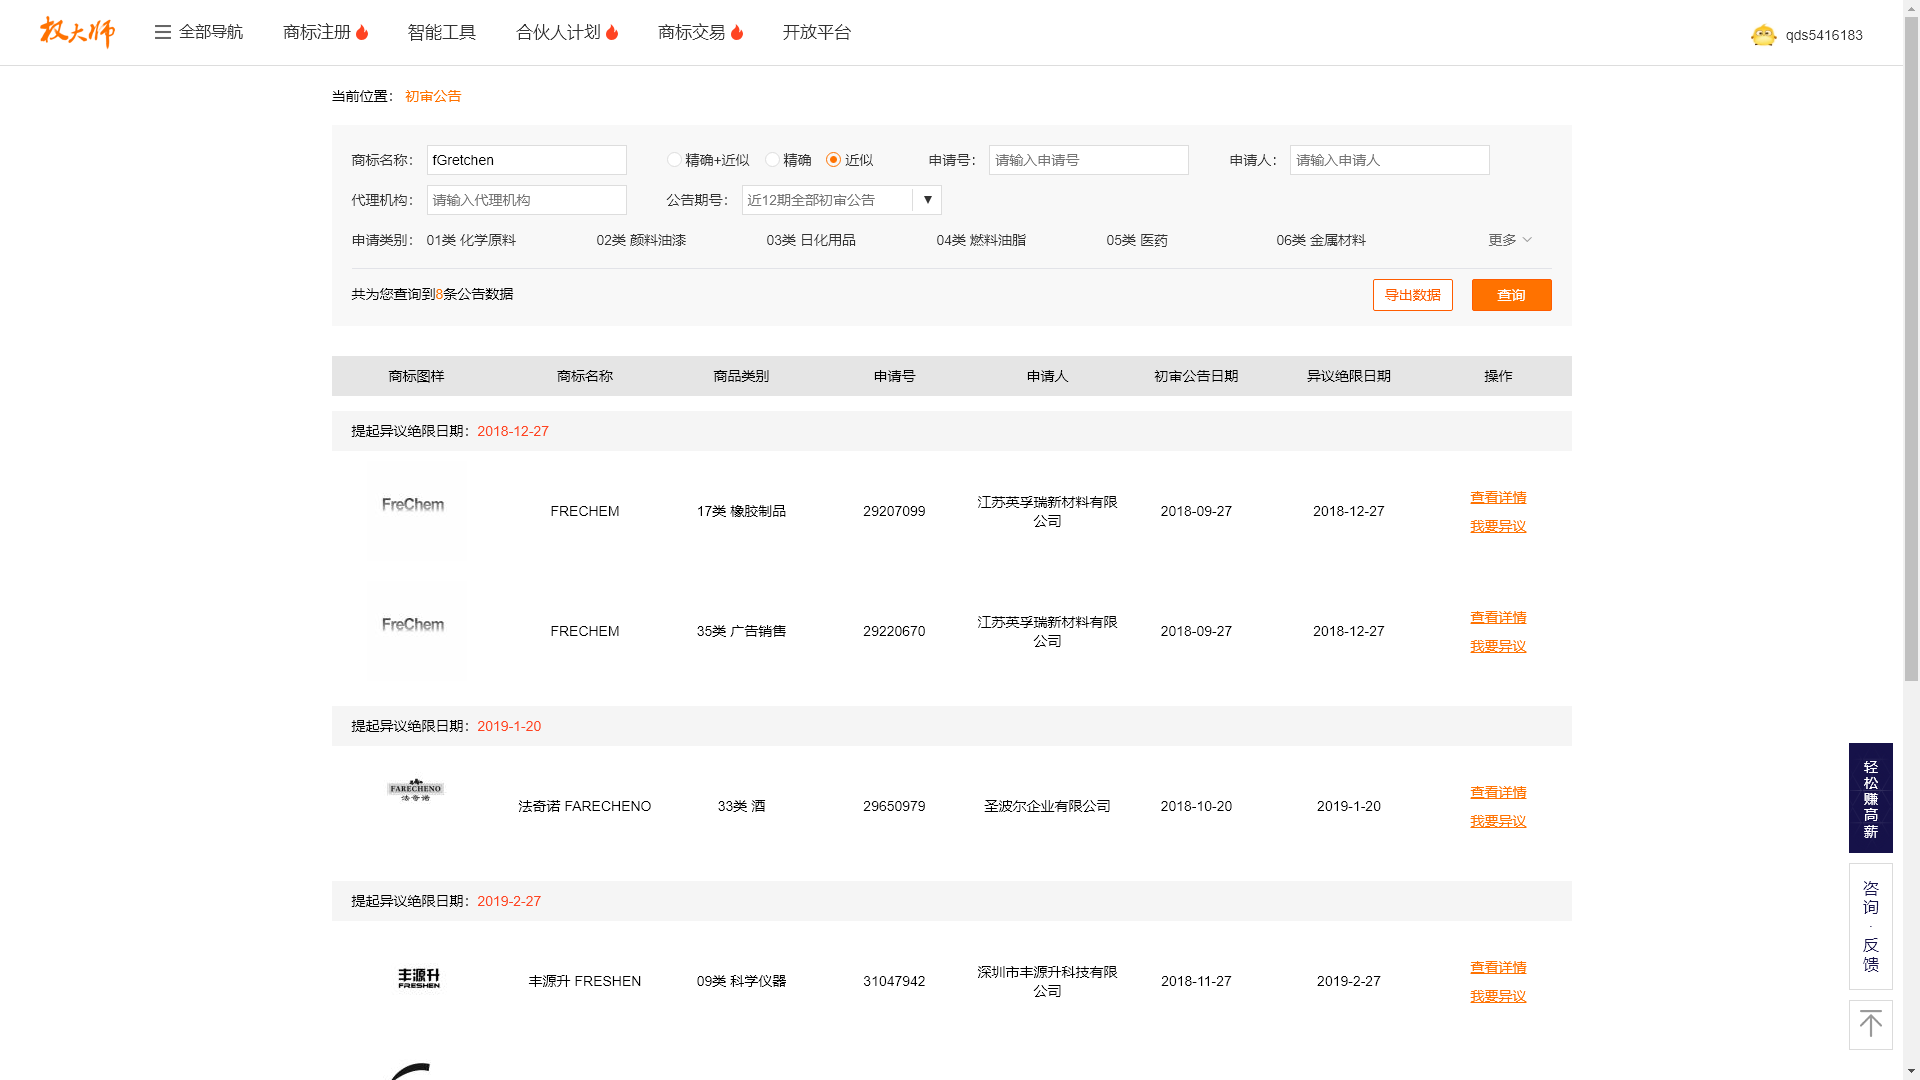 权大师 全部导航 商标注册 智能工具 合伙人计划 商标交易 开放平台 qds5416183
当前位置： 初审公告
商标名称： fGretchen 精确+近似 精确 近似 申请号： 请输入申请号 申请人： 请输入申请人
代理机构： 请输入代理机构 公告期号： 近12期全部初审公告 ▼
申请类别： 01类 化学原料 02类 颜料油漆 03类 日化用品 04类 燃料油脂 05类 医药 06类 金属材料 更多
共为您查询到8条公告数据 导出数据 查询
商标图样 商标名称 商品类别 申请号 申请人 初审公告日期 异议绝限日期 操作
提起异议绝限日期：2018-12-27
FreChem FRECHEM 17类 橡胶制品 29207099 江苏英孚瑞新材料有限公司 2018-09-27 2018-12-27 查看详情
我要异议
FreChem FRECHEM 35类 广告销售 29220670 江苏英孚瑞新材料有限公司 2018-09-27 2018-12-27 查看详情
我要异议
提起异议绝限日期：2019-1-20
FARECHENO
法奇诺
法奇诺 FARECHENO 33类 酒 29650979 圣波尔企业有限公司 2018-10-20 2019-1-20 查看详情
我要异议
提起异议绝限日期：2019-2-27
丰源升
FRESHEN
丰源升 FRESHEN 09类 科学仪器 31047942 深圳市丰源升科技有限公司 2018-11-27 2019-2-27 查看详情
我要异议
轻松赚高薪
咨询·反馈